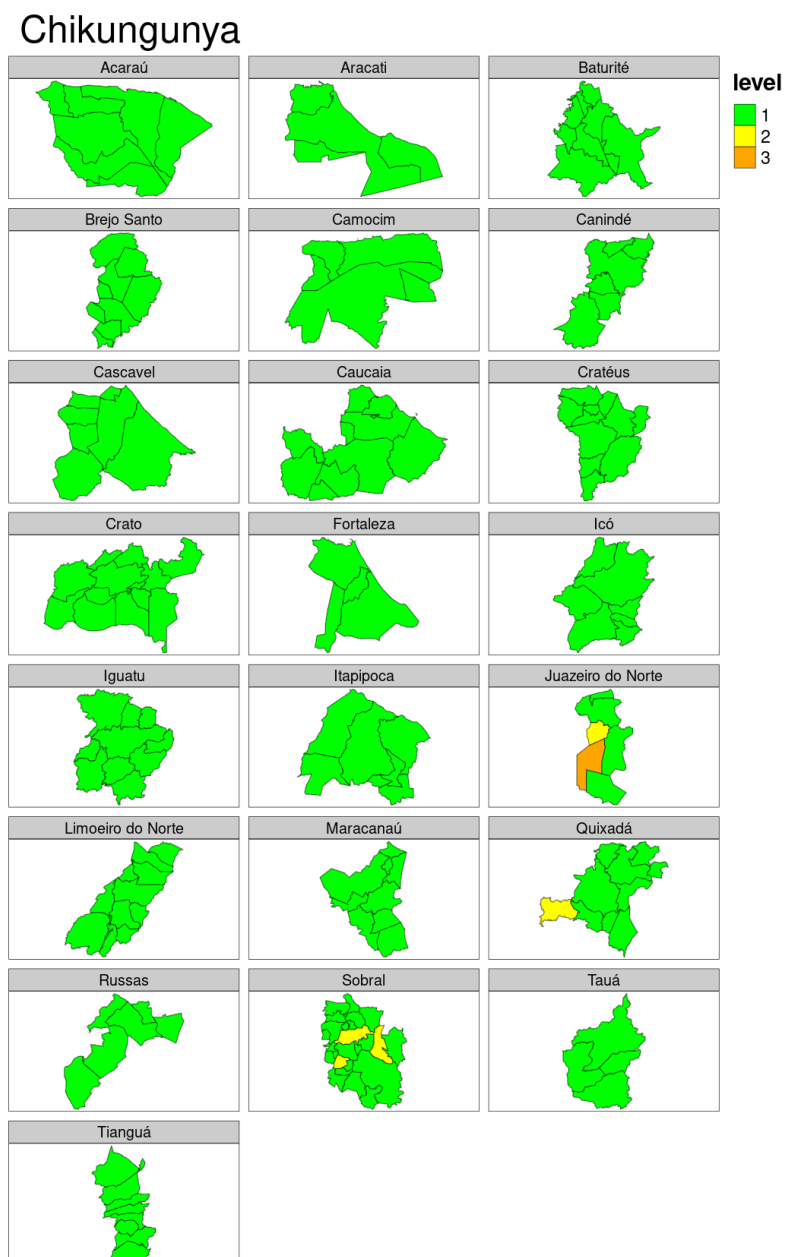 Chikungunya
Acaraú
Aracati
Baturité
level
1
2
3
Brejo Santo
Camocim
Canindé
Cascavel
Caucaia
Cratéus
Crato
Fortaleza
Icó
Iguatu
Itapipoca
Juazeiro do Norte
Limoeiro do Norte
Maracanaú
Quixadá
Russas
Sobral
Tauá
Tianguá